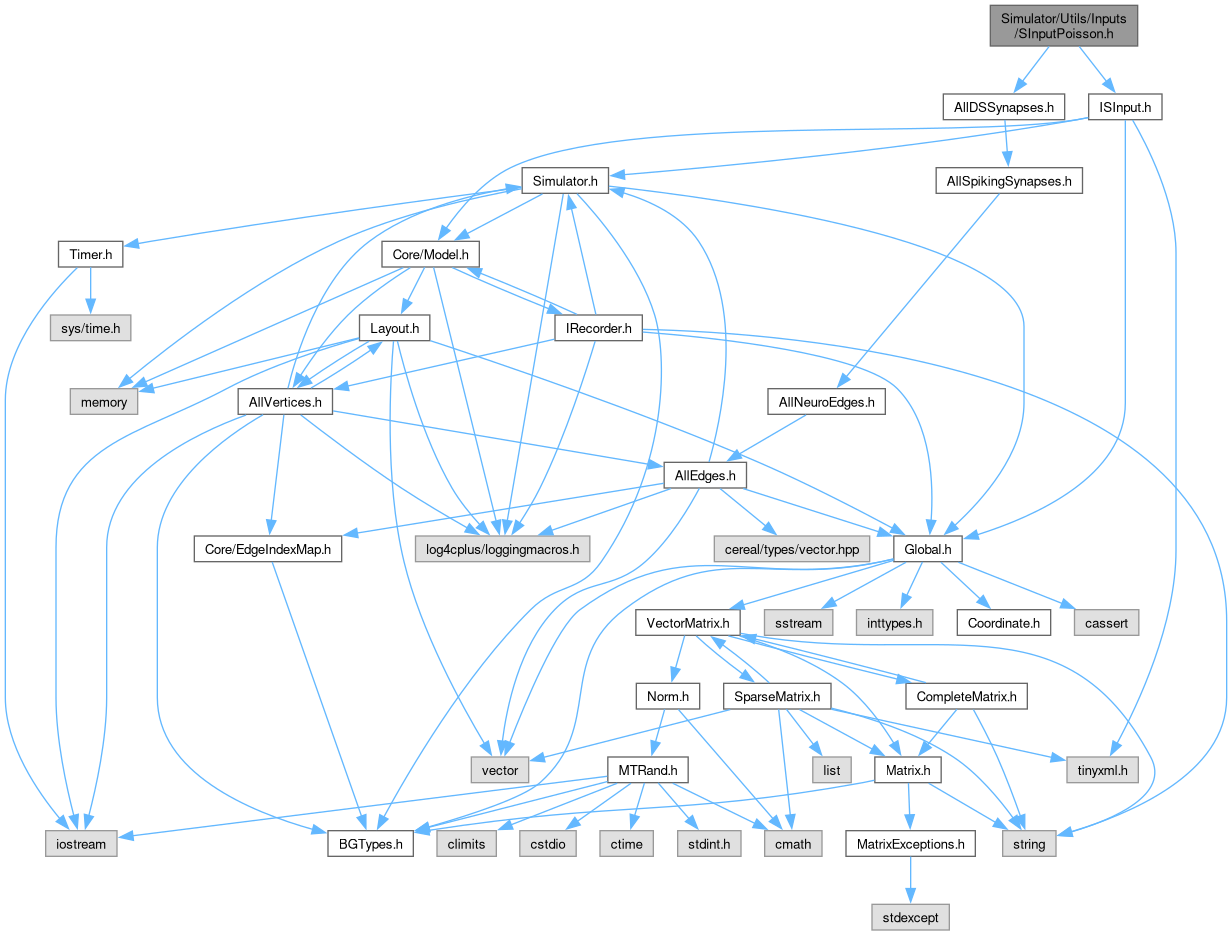 Simulator/Utils/Inputs
/SInputPoisson.h
AllDSSynapses.h
ISInput.h
Simulator.h
AllSpikingSynapses.h
Timer.h
Core/Model.h
sys/time.h
Layout.h
IRecorder.h
memory
AllVertices.h
AllNeuroEdges.h
AllEdges.h
Core/EdgeIndexMap.h
log4cplus/loggingmacros.h
cereal/types/vector.hpp
Global.h
VectorMatrix.h
sstream
inttypes.h
Coordinate.h
cassert
Norm.h
SparseMatrix.h
CompleteMatrix.h
vector
MTRand.h
list
Matrix.h
tinyxml.h
iostream
BGTypes.h
climits
cstdio
ctime
stdint.h
cmath
MatrixExceptions.h
string
stdexcept